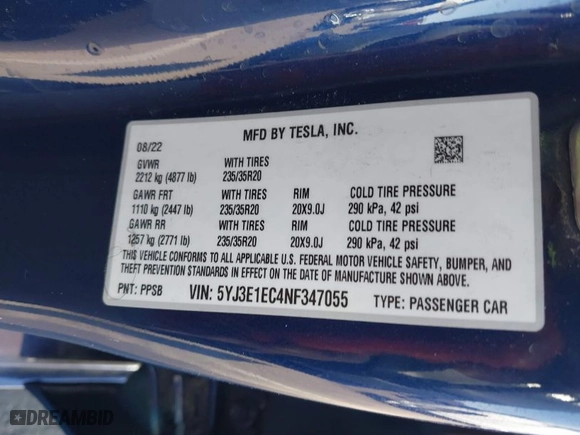 MFD BY TESLA, INC.
08/22
GVWR WITH TIRES
2212 kg (4877 lb) 235/35R20
GAWR FRT WITH TIRES RIM COLD TIRE PRESSURE
1110 kg (2447 lb) 235/35R20 20X9.0J 290 kPa, 42 psi
GAWR RR WITH TIRES RIM COLD TIRE PRESSURE
1257 kg (2771 lb) 235/35R20 20X9.0J 290 kPa, 42 psi
THIS VEHICLE CONFORMS TO ALL APPLICABLE U.S. FEDERAL MOTOR VEHICLE SAFETY, BUMPER, AND
THEFT PREVENTION STANDARDS IN EFFECT ON THE DATE OF MANUFACTURE SHOWN ABOVE.
PNT: PPSB VIN: 5YJ3E1EC4NF347055 TYPE: PASSENGER CAR
DREAMBID